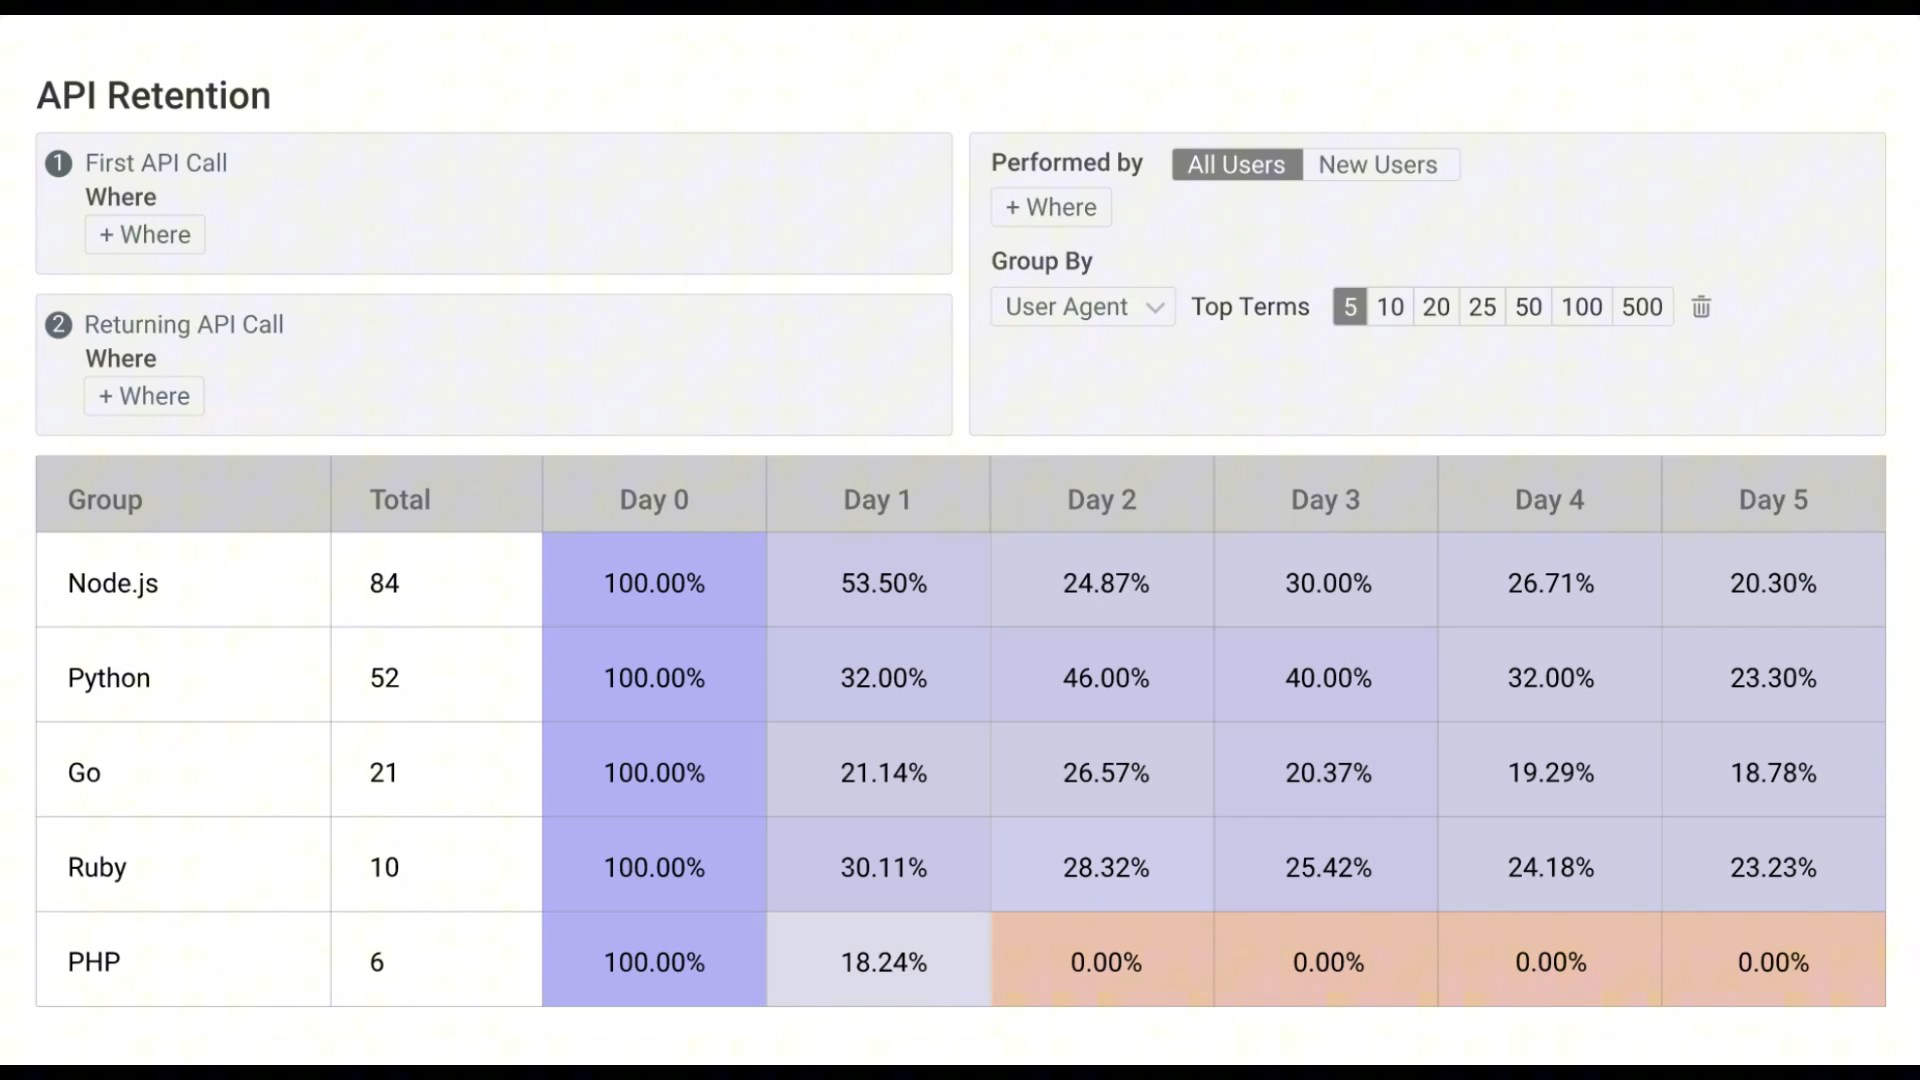 API Retention
1 First API Call
Where
+ Where
2 Returning API Call
Where
+ Where
Performed by All Users New Users
+ Where
Group By
User Agent Top Terms 5 10 20 25 50 100 500
Group Total Day 0 Day 1 Day 2 Day 3 Day 4 Day 5
Node.js 84 100.00% 53.50% 24.87% 30.00% 26.71% 20.30%
Python 52 100.00% 32.00% 46.00% 40.00% 32.00% 23.30%
Go 21 100.00% 21.14% 26.57% 20.37% 19.29% 18.78%
Ruby 10 100.00% 30.11% 28.32% 25.42% 24.18% 23.23%
PHP 6 100.00% 18.24% 0.00% 0.00% 0.00% 0.00%